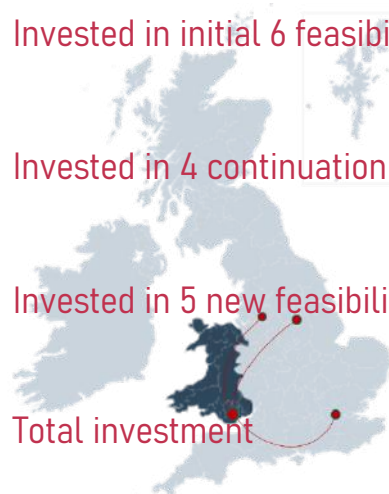 Invested in initial 6 feasibi
Invested in 4 continuation
Invested in 5 new feasibili
Total investment